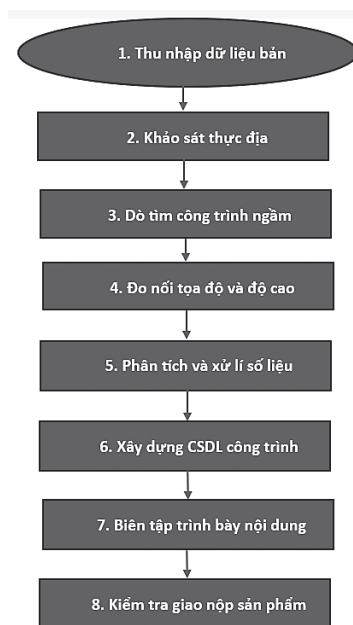 1. Thu nhập dữ liệu bản
2. Khảo sát thực địa
3. Dò tìm công trình ngầm
4. Đo nối tọa độ và độ cao
5. Phân tích và xử lí số liệu
6. Xây dựng CSDL công trình
7. Biên tập trình bày nội dung
8. Kiểm tra giao nộp sản phẩm